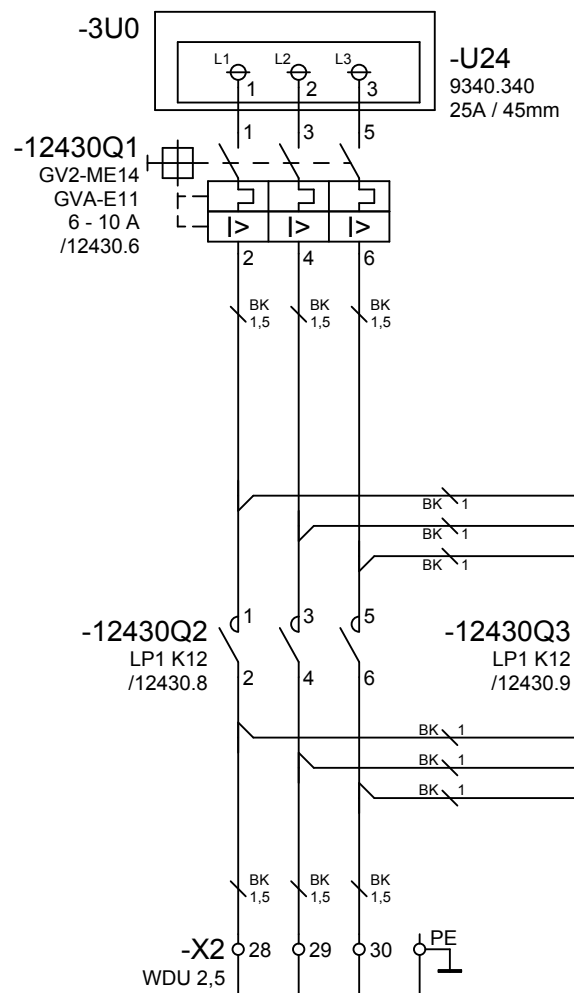 -3U0
L1 L2 L3
1 2 3
-U24
9340.340
25A / 45mm
1 3 5
-12430Q1
GV2-ME14
GVA-E11
6 - 10 A
/12430.6
I> I> I>
2 4 6
BK BK BK
1,5 1,5 1,5
BK 1
BK 1
BK 1
1 3 5
-12430Q2
LP1 K12
/12430.8
2 4 6
-12430Q3
LP1 K12
/12430.9
BK 1
BK 1
BK 1
BK BK BK
1,5 1,5 1,5
-X2 28 29 30 PE
WDU 2,5